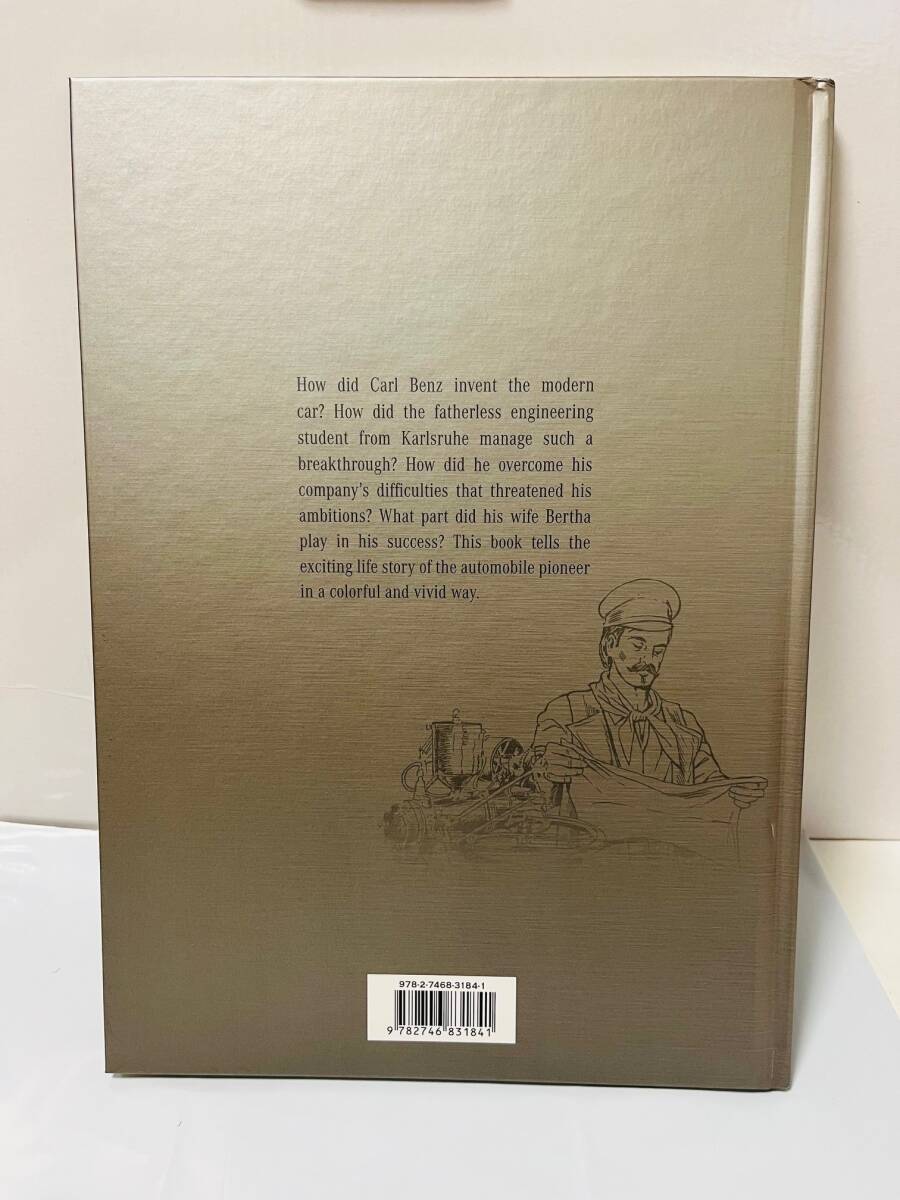 How did Carl Benz invent the modern
car? How did the fatherless engineering
student from Karlsruhe manage such a
breakthrough? How did he overcome his
company's difficulties that threatened his
ambitions? What part did his wife Bertha
play in his success? This book tells the
exciting life story of the automobile pioneer
in a colorful and vivid way.
978-2-7468-3184-1
9 782746 831841